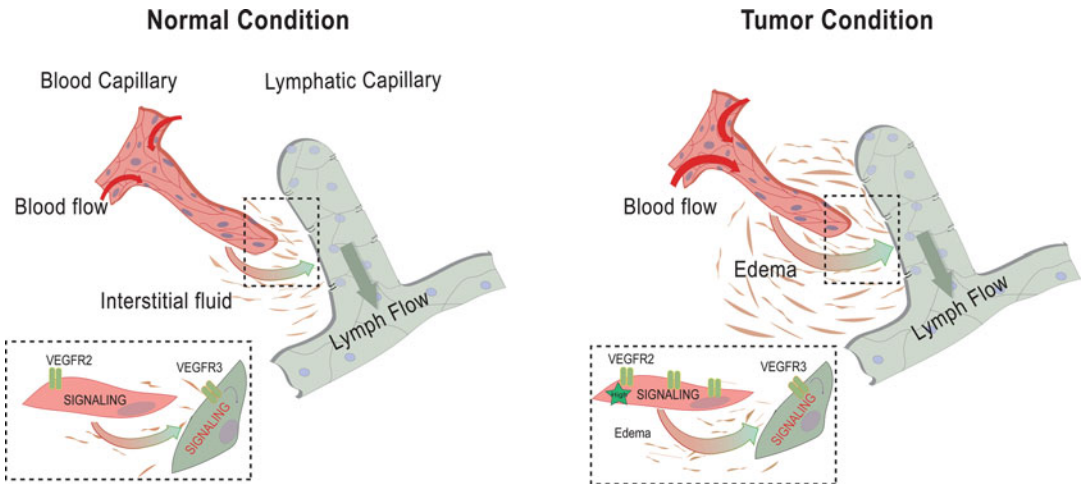 Normal Condition
Blood Capillary
Lymphatic Capillary
Blood flow
Interstitial fluid
Lymph Flow
VEGFR2
VEGFR3
SIGNALING
SIGNALING
Tumor Condition
Blood flow
Edema
Lymph Flow
VEGFR2
VEGFR3
High
SIGNALING
SIGNALING
Edema